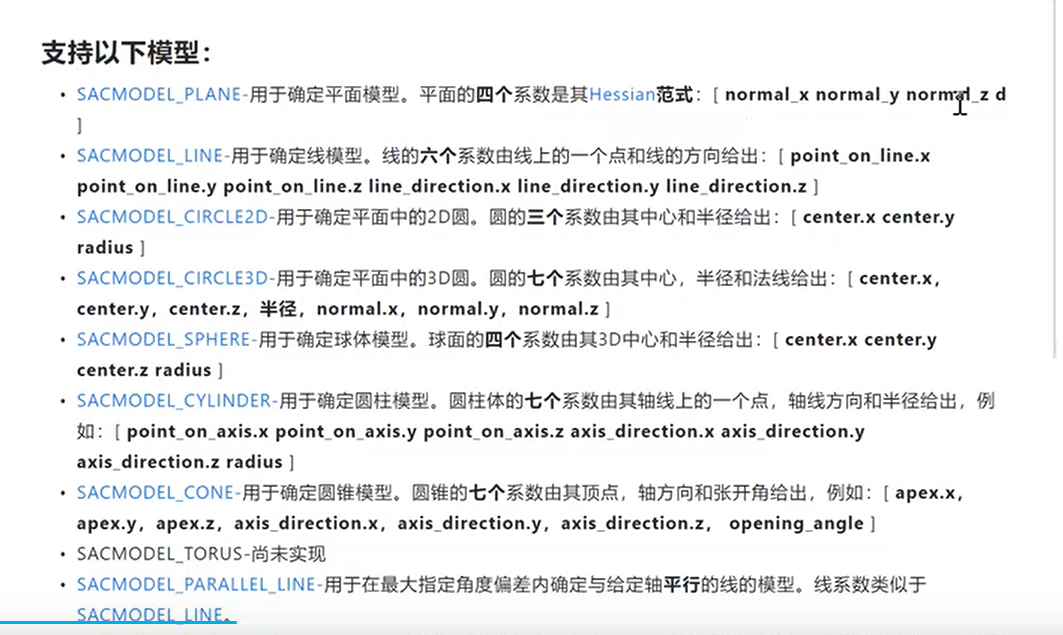 支持以下模型：
• SACMODEL_PLANE-用于确定平面模型。平面的四个系数是其Hessian范式：[ normal_x normal_y normal_z d
]
• SACMODEL_LINE-用于确定线模型。线的六个系数由线上的一个点和线的方向给出：[ point_on_line.x
point_on_line.y point_on_line.z line_direction.x line_direction.y line_direction.z ]
• SACMODEL_CIRCLE2D-用于确定平面中的2D圆。圆的三个系数由其中心和半径给出：[ center.x center.y
radius ]
• SACMODEL_CIRCLE3D-用于确定平面中的3D圆。圆的七个系数由其中心，半径和法线给出：[ center.x，
center.y，center.z，半径，normal.x，normal.y，normal.z ]
• SACMODEL_SPHERE-用于确定球体模型。球面的四个系数由其3D中心和半径给出：[ center.x center.y
center.z radius ]
• SACMODEL_CYLINDER-用于确定圆柱模型。圆柱体的七个系数由其轴线上的一个点，轴线方向和半径给出，例
如：[ point_on_axis.x point_on_axis.y point_on_axis.z axis_direction.x axis_direction.y
axis_direction.z radius ]
• SACMODEL_CONE-用于确定圆锥模型。圆锥的七个系数由其顶点，轴方向和张开角给出，例如：[ apex.x，
apex.y，apex.z，axis_direction.x，axis_direction.y，axis_direction.z， opening_angle ]
• SACMODEL_TORUS-尚未实现
• SACMODEL_PARALLEL_LINE-用于在最大指定角度偏差内确定与给定轴平行的线的模型。线系数类似于
SACMODEL_LINE。